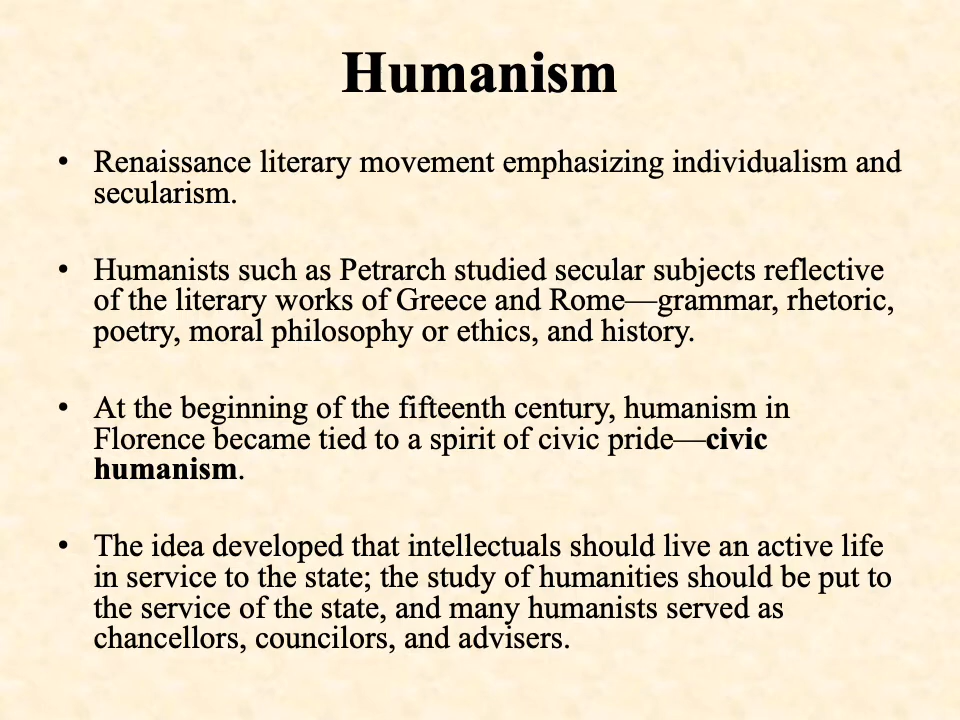 Humanism
• Renaissance literary movement emphasizing individualism and
secularism.
• Humanists such as Petrarch studied secular subjects reflective
of the literary works of Greece and Rome—grammar, rhetoric,
poetry, moral philosophy or ethics, and history.
• At the beginning of the fifteenth century, humanism in
Florence became tied to a spirit of civic pride—civic
humanism.
• The idea developed that intellectuals should live an active life
in service to the state; the study of humanities should be put to
the service of the state, and many humanists served as
chancellors, councilors, and advisers.